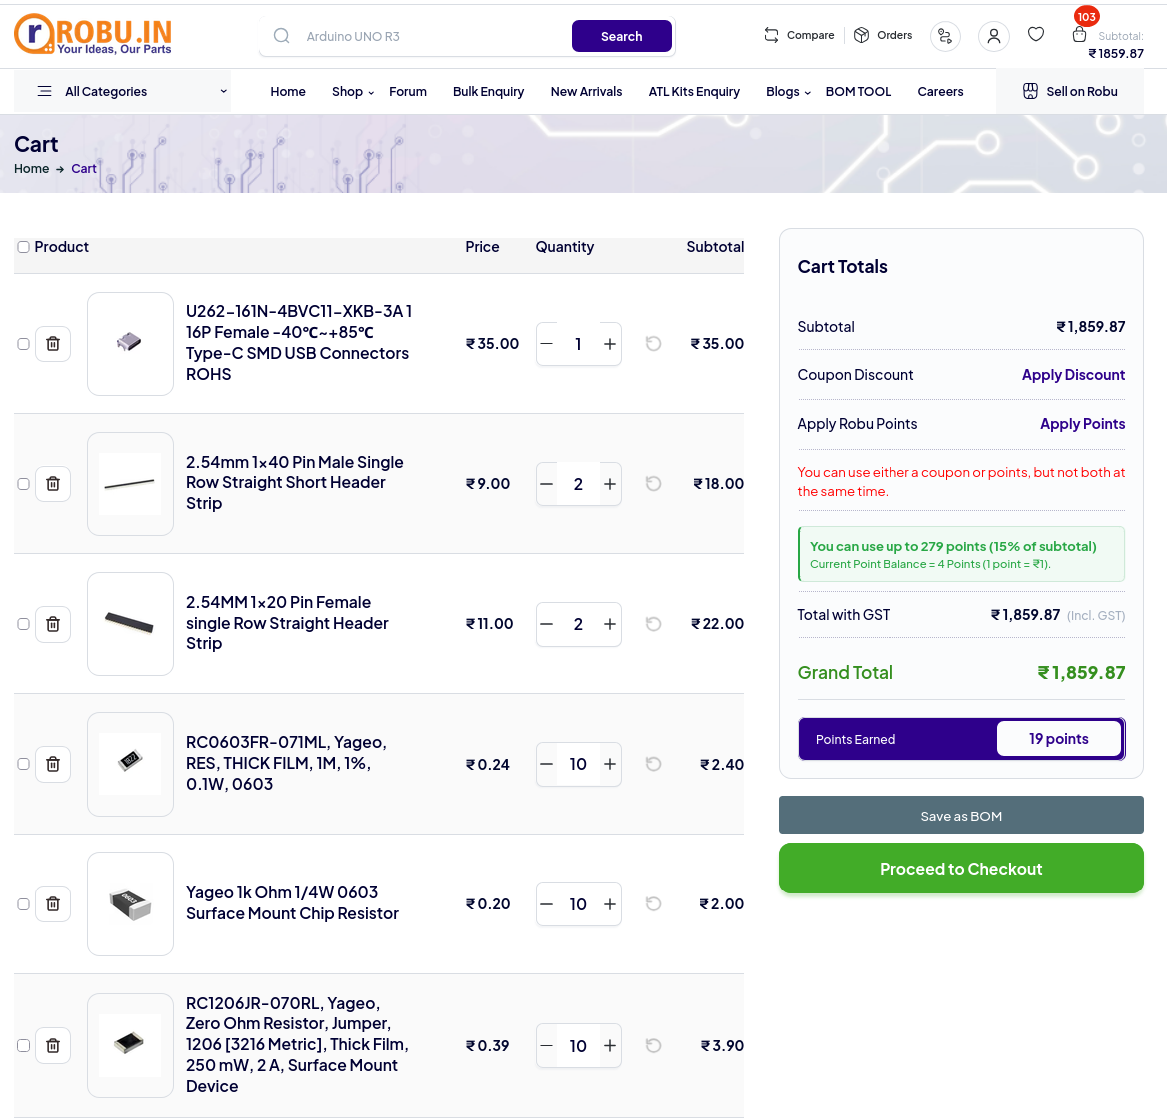 ROBU.IN
Your Ideas, Our Parts
Arduino UNO R3
Search
Compare
Orders
103
Subtotal:
₹ 1859.87
All Categories
Home
Shop
Forum
Bulk Enquiry
New Arrivals
ATL Kits Enquiry
Blogs
BOM TOOL
Careers
Sell on Robu
Cart
Home → Cart
Product Price Quantity Subtotal
U262-161N-4BVC11-XKB-3A 1
16P Female -40℃~+85℃
Type-C SMD USB Connectors
ROHS
₹ 35.00 — 1 + ₹ 35.00
2.54mm 1×40 Pin Male Single
Row Straight Short Header
Strip
₹ 9.00 — 2 + ₹ 18.00
2.54MM 1×20 Pin Female
single Row Straight Header
Strip
₹ 11.00 — 2 + ₹ 22.00
RC0603FR-071ML, Yageo,
RES, THICK FILM, 1M, 1%,
0.1W, 0603
₹ 0.24 — 10 + ₹ 2.40
Yageo 1k Ohm 1/4W 0603
Surface Mount Chip Resistor
₹ 0.20 — 10 + ₹ 2.00
RC1206JR-070RL, Yageo,
Zero Ohm Resistor, Jumper,
1206 [3216 Metric], Thick Film,
250 mW, 2 A, Surface Mount
Device
₹ 0.39 — 10 + ₹ 3.90
Cart Totals
Subtotal ₹ 1,859.87
Coupon Discount Apply Discount
Apply Robu Points Apply Points
You can use either a coupon or points, but not both at
the same time.
You can use up to 279 points (15% of subtotal)
Current Point Balance = 4 Points (1 point = ₹1).
Total with GST ₹ 1,859.87 (Incl. GST)
Grand Total ₹ 1,859.87
Points Earned 19 points
Save as BOM
Proceed to Checkout